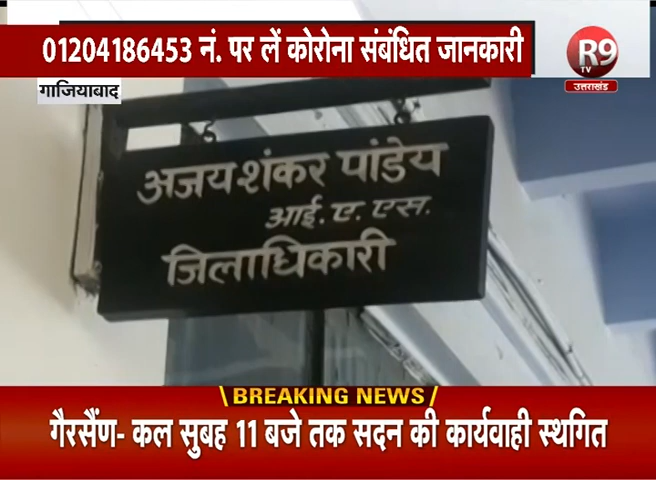 01204186453 नं. पर लें कोरोना संबंधित जानकारी
R9
TV
उत्तराखंड
गाजियाबाद
अजय शंकर पांडेय
आई.ए.एस.
जिलाधिकारी
BREAKING NEWS
गैरसैंण- कल सुबह 11 बजे तक सदन की कार्यवाही स्थगित